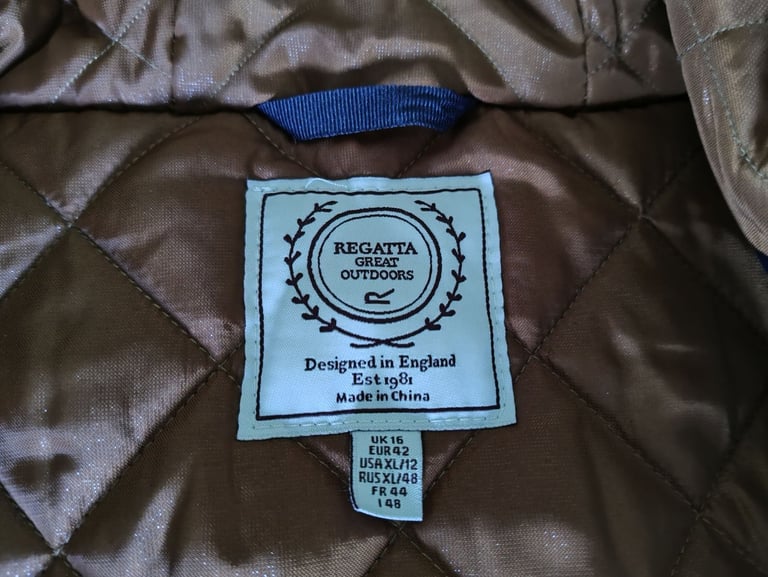 REGATTA
GREAT
OUTDOORS
R
Designed in England
Est 1981
Made in China
UK 16
EUR 42
USA XL/12
RUS XL/48
FR 44
I 48